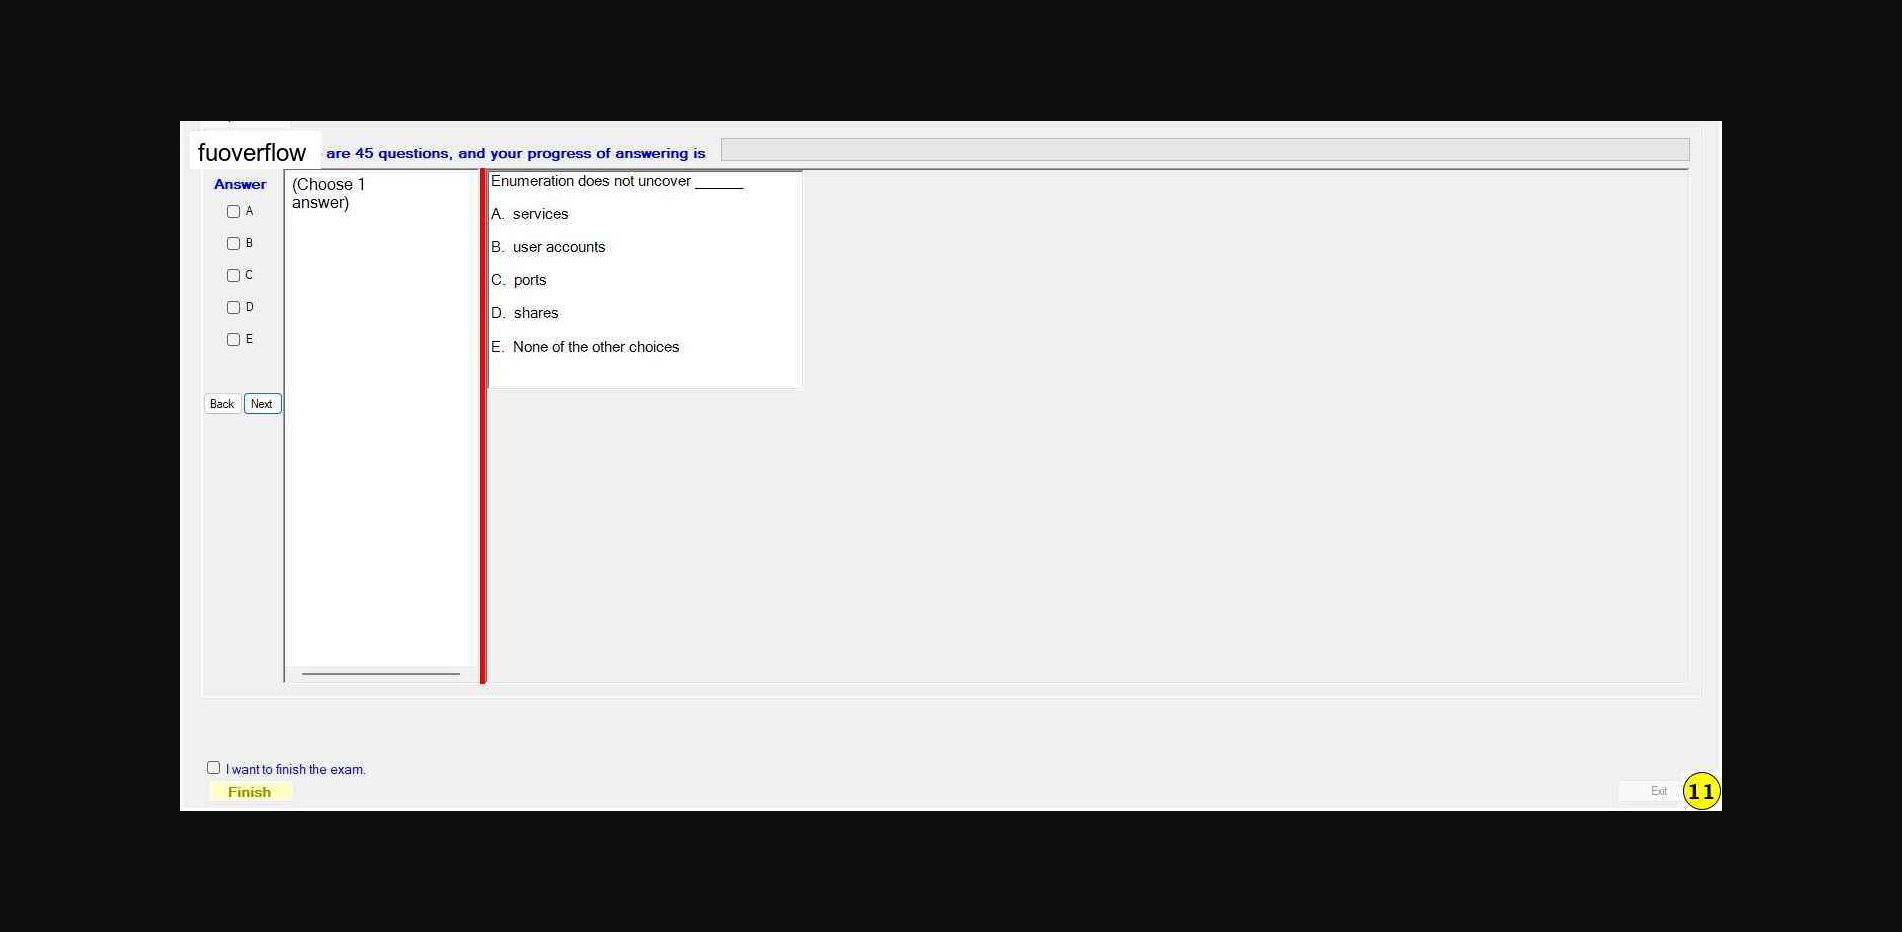 fuoverflow are 45 questions, and your progress of answering is
Answer
A
B
C
D
E
Back Next
(Choose 1
answer)
Enumeration does not uncover ______
A. services
B. user accounts
C. ports
D. shares
E. None of the other choices
I want to finish the exam.
Finish
Exit
11